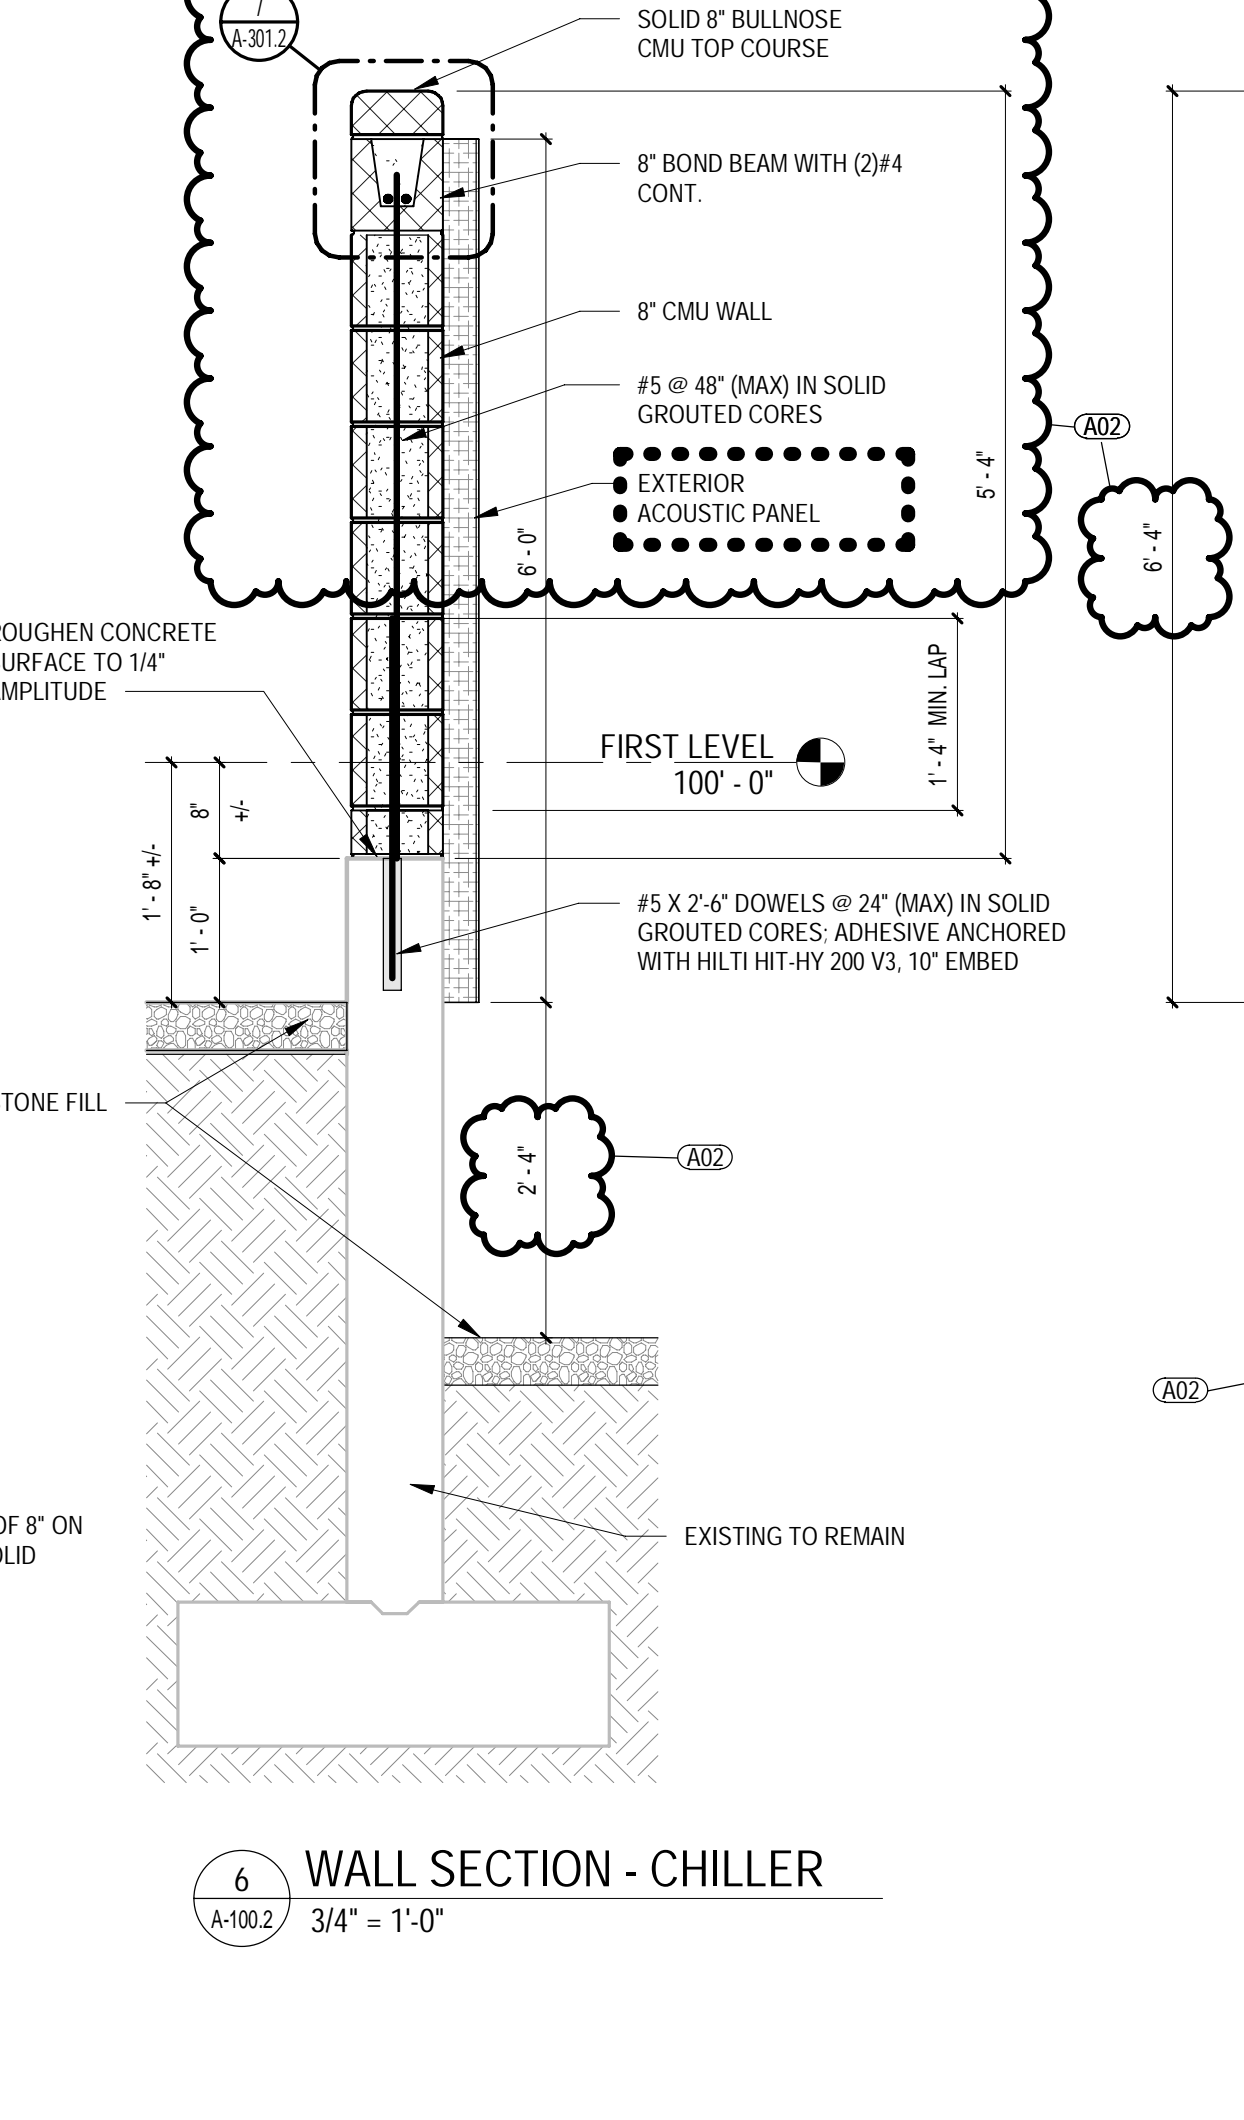 7
A-301.2
SOLID 8" BULLNOSE
CMU TOP COURSE
8" BOND BEAM WITH (2)#4
CONT.
8" CMU WALL
#5 @ 48" (MAX) IN SOLID
GROUTED CORES
EXTERIOR
ACOUSTIC PANEL
A02
5' - 4"
6' - 4"
6' - 0"
ROUGHEN CONCRETE
SURFACE TO 1/4"
AMPLITUDE
1' - 4" MIN. LAP
FIRST LEVEL
100' - 0"
8"
+/-
1' - 8" +/-
1' - 0"
#5 X 2'-6" DOWELS @ 24" (MAX) IN SOLID
GROUTED CORES; ADHESIVE ANCHORED
WITH HILTI HIT-HY 200 V3, 10" EMBED
STONE FILL
2' - 4"
A02
A02
OF 8" ON
OLID
EXISTING TO REMAIN
6
A-100.2
WALL SECTION - CHILLER
3/4" = 1'-0"